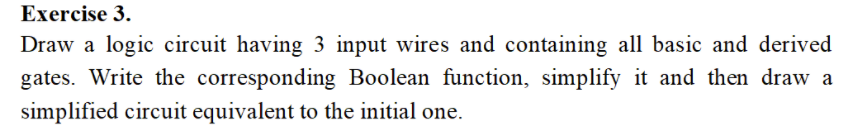 Exercise 3.
Draw a logic circuit having 3 input wires and containing all basic and derived
gates. Write the corresponding Boolean function, simplify it and then draw a
simplified circuit equivalent to the initial one.